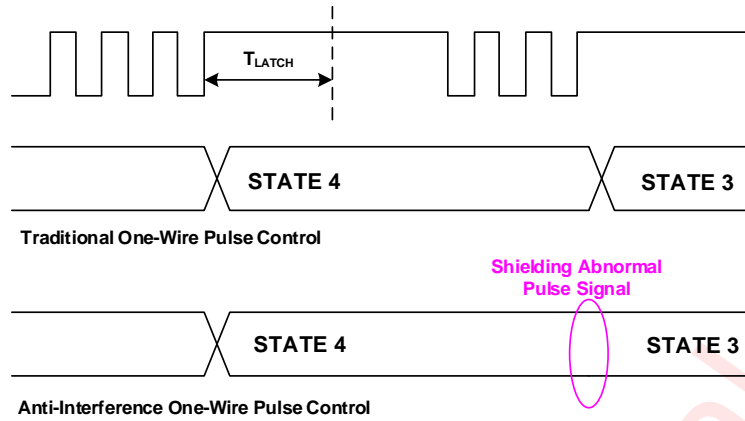 TLATCH
STATE 4
STATE 3
Traditional One-Wire Pulse Control
Shielding Abnormal
Pulse Signal
STATE 4
STATE 3
Anti-Interference One-Wire Pulse Control